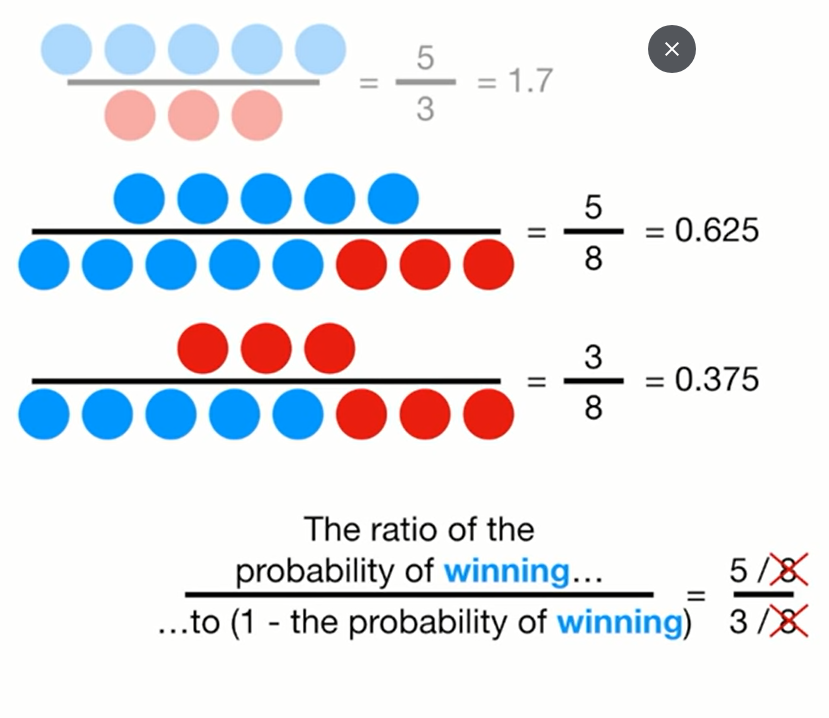 5
= — = 1.7
3
5
= — = 0.625
8
3
= — = 0.375
8
The ratio of the
probability of winning...
...to (1 - the probability of winning)
=
5 / 8
3 / 8